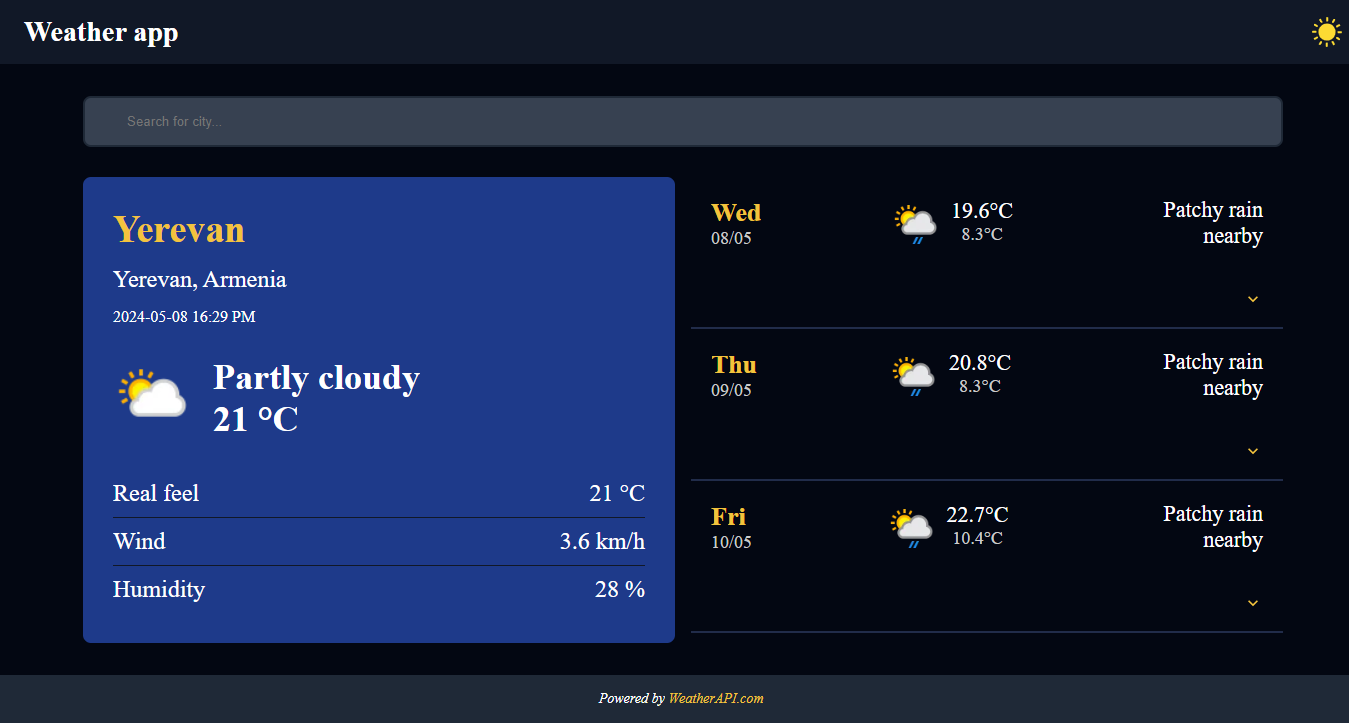 Weather app
Search for city...
Yerevan
Yerevan, Armenia
2024-05-08 16:29 PM
Partly cloudy
21 °C
Real feel 21 °C
Wind 3.6 km/h
Humidity 28 %
Wed 19.6°C Patchy rain
08/05 8.3°C nearby
Thu 20.8°C Patchy rain
09/05 8.3°C nearby
Fri 22.7°C Patchy rain
10/05 10.4°C nearby
Powered by WeatherAPI.com